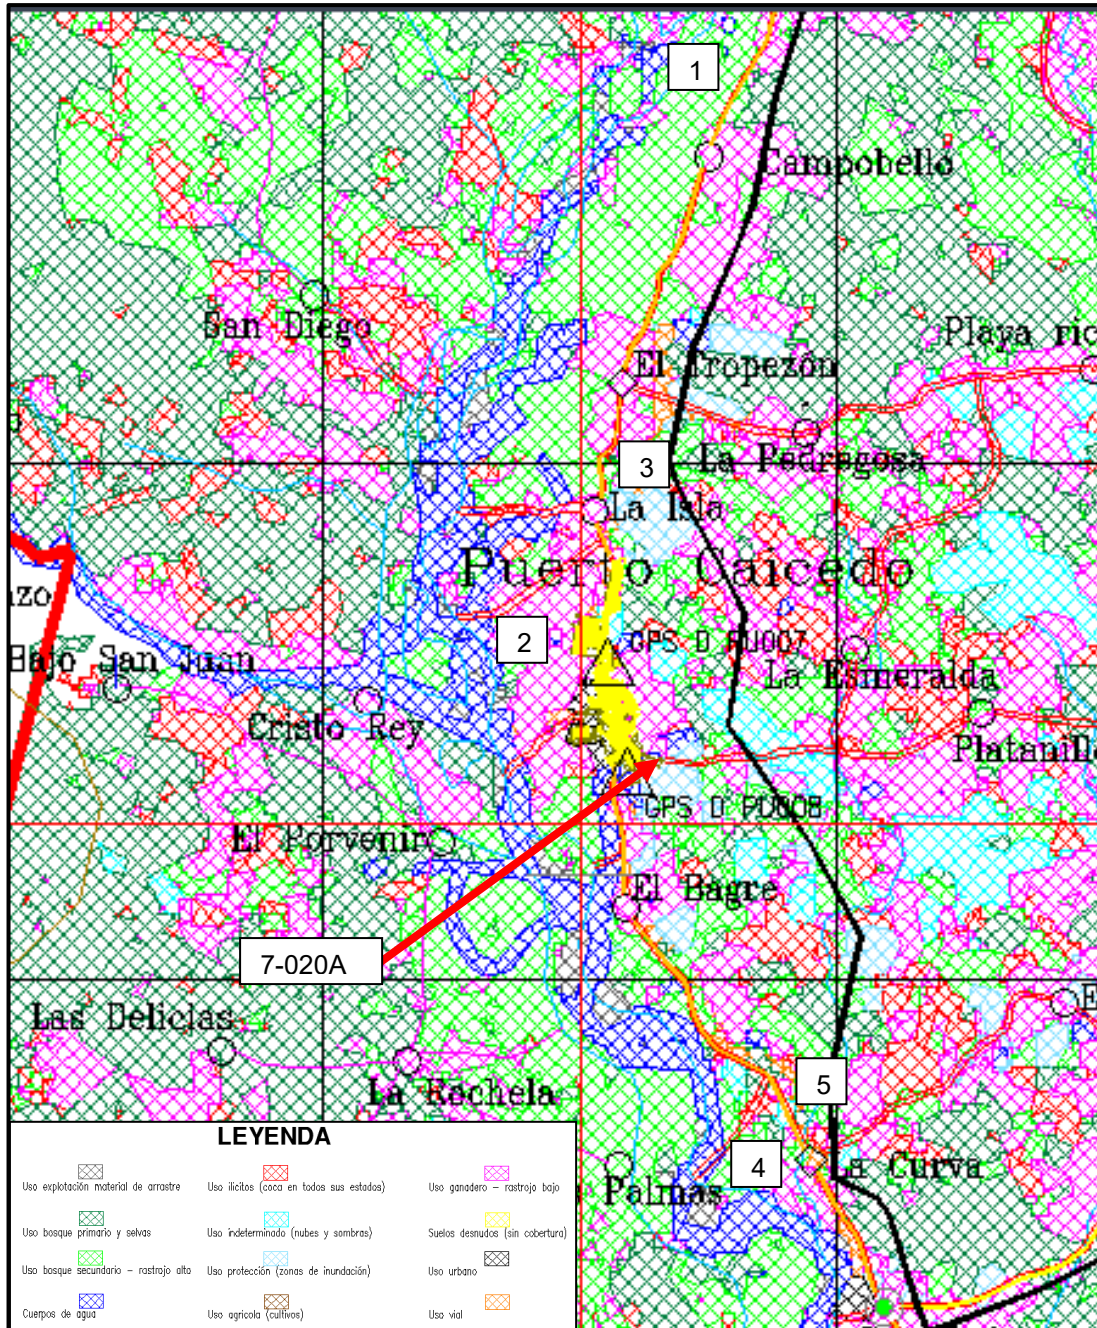 1
Campobello
San Diego
Playa ric
El Tropezón
3
La Pedregosa
La Isla
Puerto Caicedo
izo
2
GPS D PU007
Bajo San Juan
La Esmeralda
Cristo Rey
Platanill
GPS D PU008
El Porvenir
El Bagre
7-020A
E
Las Delicias
5
La Rochela
4
La Curva
Palmas
LEYENDA
Uso explotación material de arrastre
Uso ilicitos (coca en todos sus estados)
Uso ganadero – rastrojo bajo
Uso bosque primario y selvas
Uso indeterminado (nubes y sombras)
Suelos desnudos (sin cobertura)
Uso bosque secundario – rastrojo alto
Uso protección (zonas de inundación)
Uso urbano
Cuerpos de agua
Uso agricola (cultivos)
Uso vial